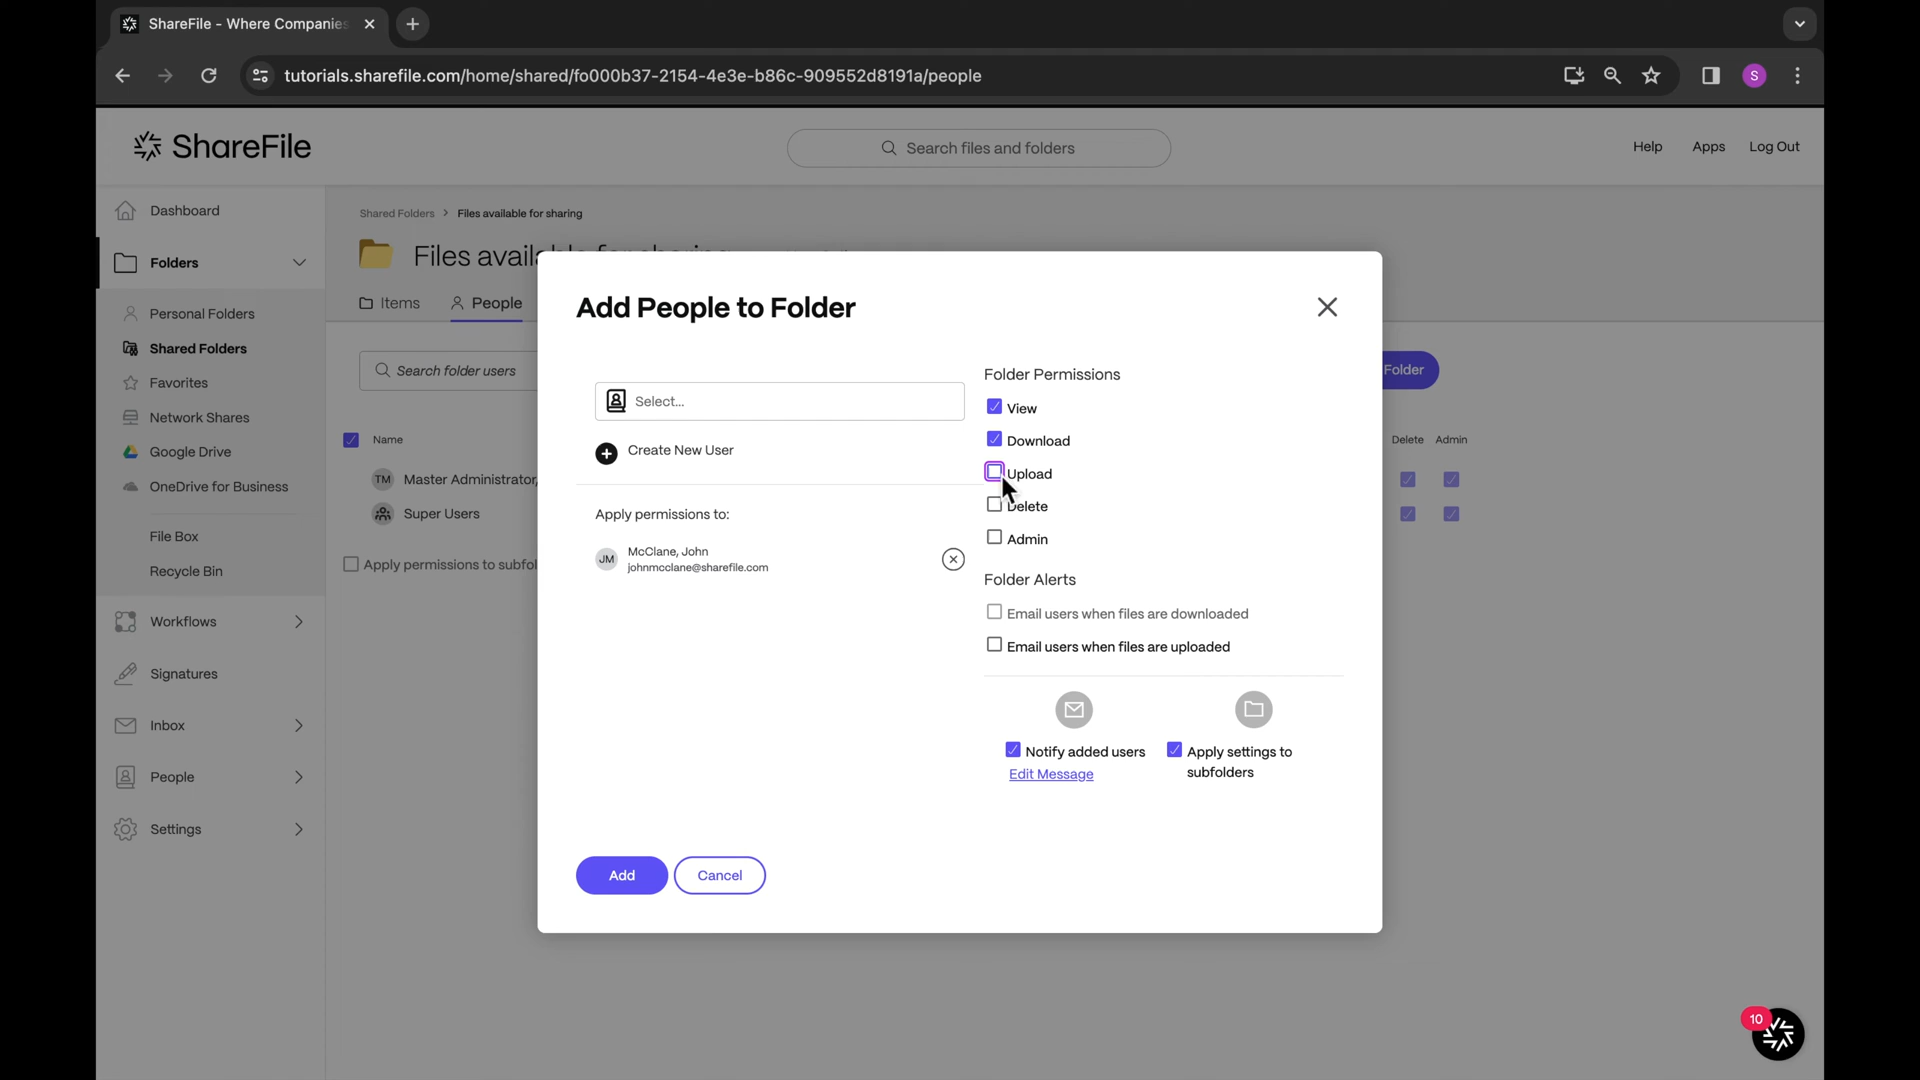 ShareFile - Where Companies
tutorials.sharefile.com/home/shared/fo000b37-2154-4e3e-b86c-909552d8191a/people
S
ShareFile
Search files and folders
Help
Apps
Log Out
Dashboard
Folders
Personal Folders
Shared Folders
Favorites
Network Shares
Google Drive
OneDrive for Business
File Box
Recycle Bin
Workflows
Signatures
Inbox
People
Settings
Shared Folders > Files available for sharing
Files available for sharing
Items
People
Search folder users
Folder
Name
Delete
Admin
TM Master Administrator,
Super Users
Apply permissions to subfol
Add People to Folder
Select...
Create New User
Apply permissions to:
JM
McClane, John
johnmcclane@sharefile.com
Folder Permissions
View
Download
Upload
Delete
Admin
Folder Alerts
Email users when files are downloaded
Email users when files are uploaded
Notify added users
Edit Message
Apply settings to
subfolders
Add
Cancel
10